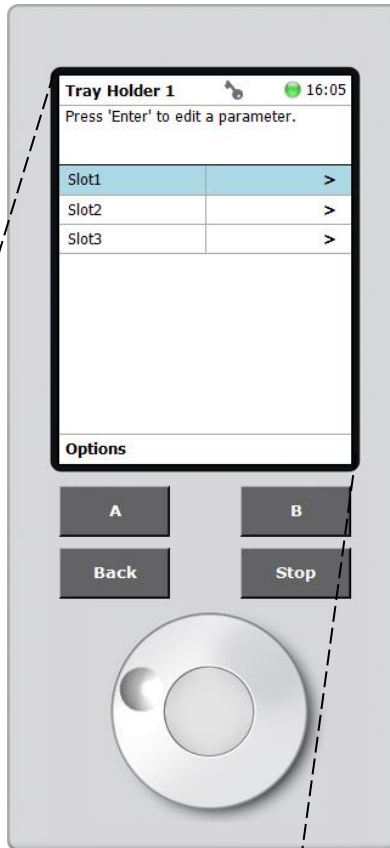 Tray Holder 1 16:05
Press 'Enter' to edit a parameter.
Slot1 >
Slot2 >
Slot3 >
Options
A B
Back Stop